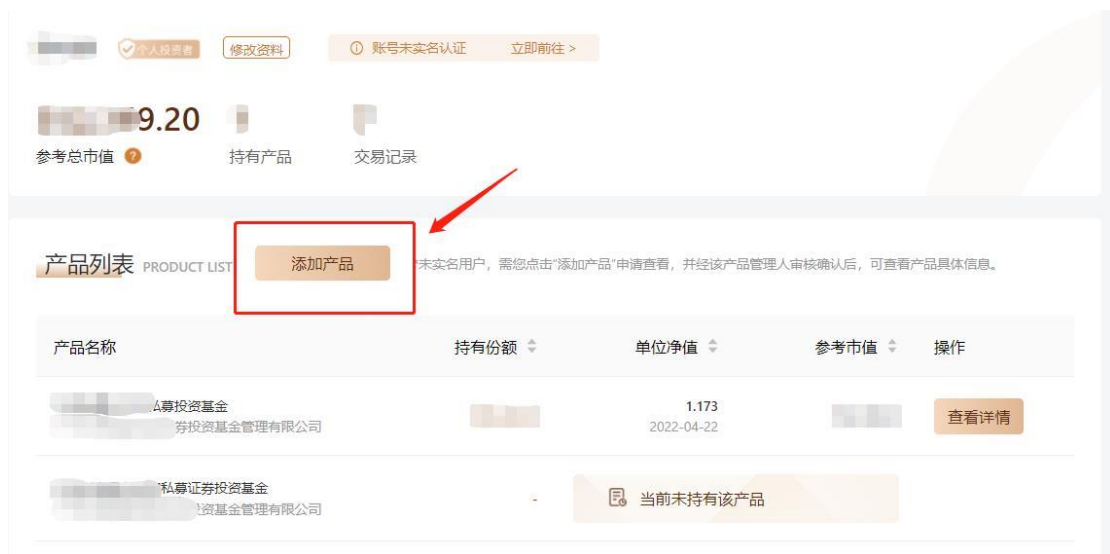 个人投资者 修改资料 账号未实名认证 立即前往 >
9.20
参考总市值 ? 持有产品 交易记录
产品列表 PRODUCT LIST 添加产品 *未实名用户，需您点击“添加产品”申请查看，并经该产品管理人审核确认后，可查看产品具体信息。
产品名称 持有份额 单位净值 参考市值 操作
私募投资基金 1.173
券投资基金管理有限公司 2022-04-22 查看详情
私募证券投资基金
投资基金管理有限公司 - 当前未持有该产品